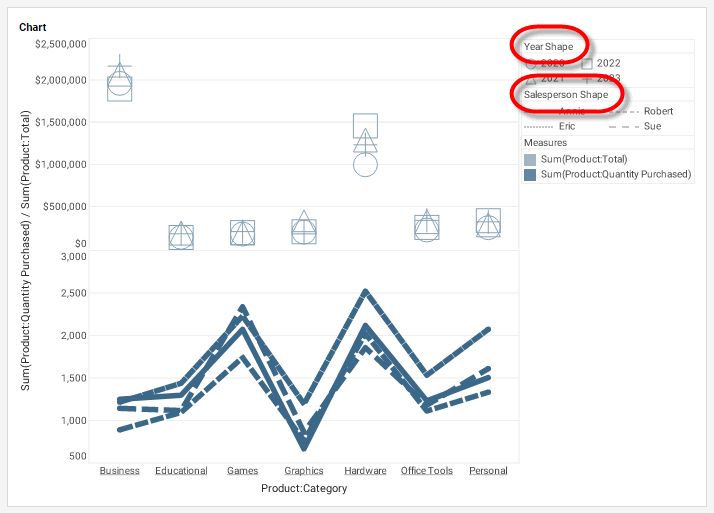 Chart
Year Shape
2020 2022
2021 2023
Salesperson Shape
Annie Robert
Eric Sue
Measures
Sum(Product:Total)
Sum(Product:Quantity Purchased)
Sum(Product:Quantity Purchased) / Sum(Product:Total)
$2,500,000
$2,000,000
$1,500,000
$1,000,000
$500,000
$0
3,000
2,500
2,000
1,500
1,000
500
Business Educational Games Graphics Hardware Office Tools Personal
Product:Category